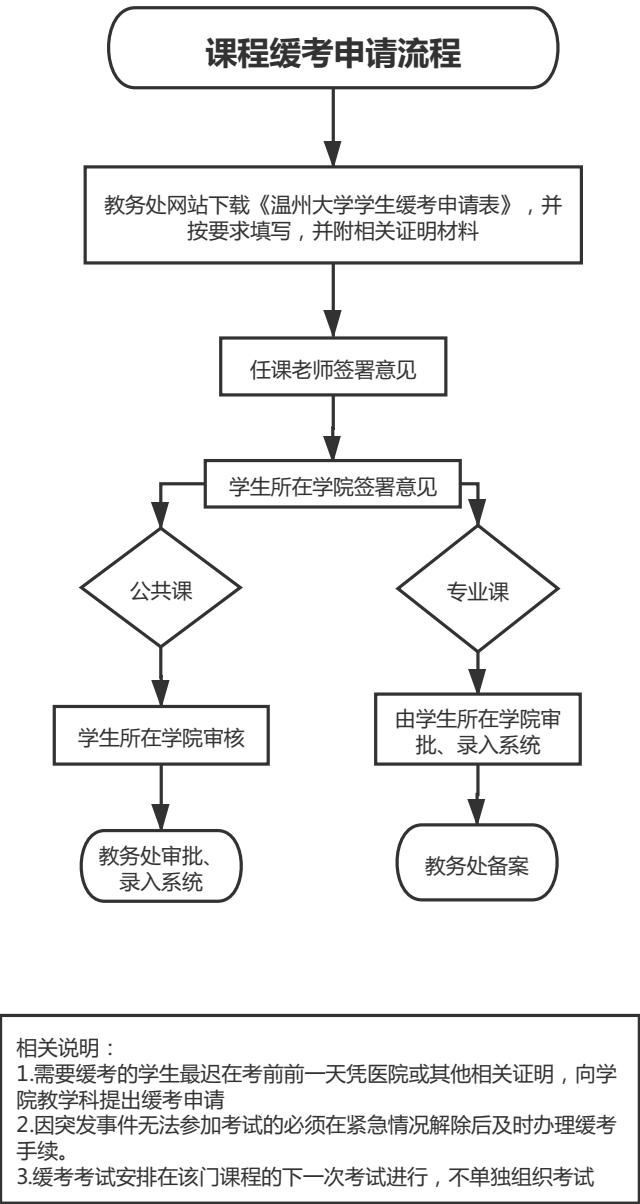 课程缓考申请流程
教务处网站下载《温州大学学生缓考申请表》，并
按要求填写，并附相关证明材料
任课老师签署意见
学生所在学院签署意见
公共课
专业课
学生所在学院审核
由学生所在学院审
批、录入系统
教务处审批、
录入系统
教务处备案
相关说明：
1.需要缓考的学生最迟在考前前一天凭医院或其他相关证明，向学
院教学科提出缓考申请
2.因突发事件无法参加考试的必须在紧急情况解除后及时办理缓考
手续。
3.缓考考试安排在该门课程的下一次考试进行，不单独组织考试